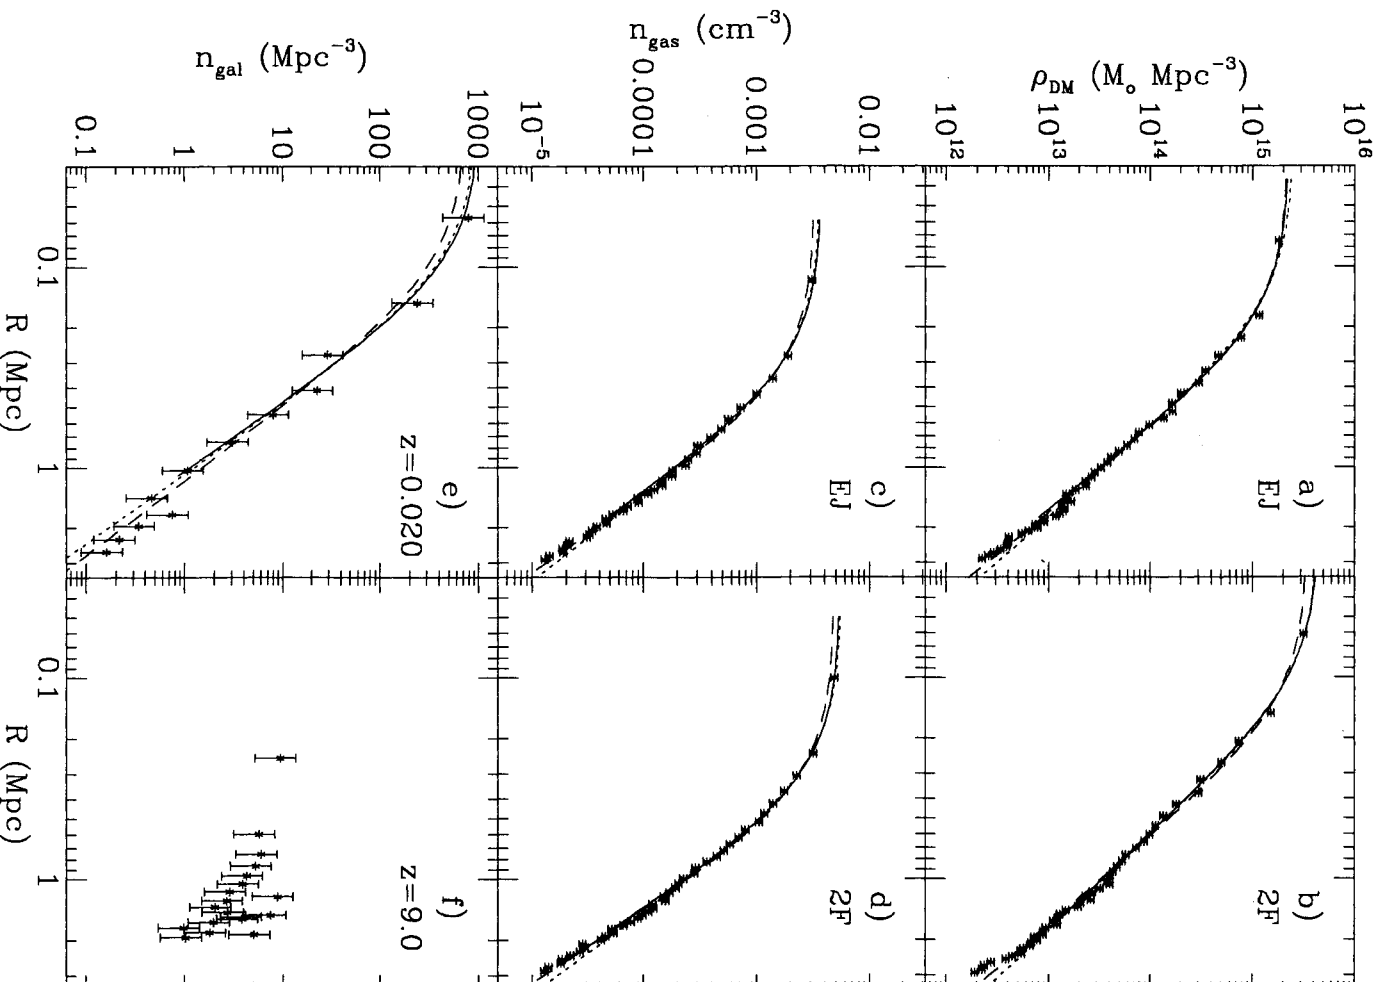 ρ_DM (M_o Mpc^-3)
10^16
10^15
10^14
10^13
10^12
a)
EJ
b)
2F
n_gas (cm^-3)
0.01
0.001
0.0001
10^-5
c)
EJ
d)
2F
n_gal (Mpc^-3)
1000
100
10
1
0.1
e)
z=0.020
f)
z=9.0
0.1
1
0.1
1
R (Mpc)
R (Mpc)